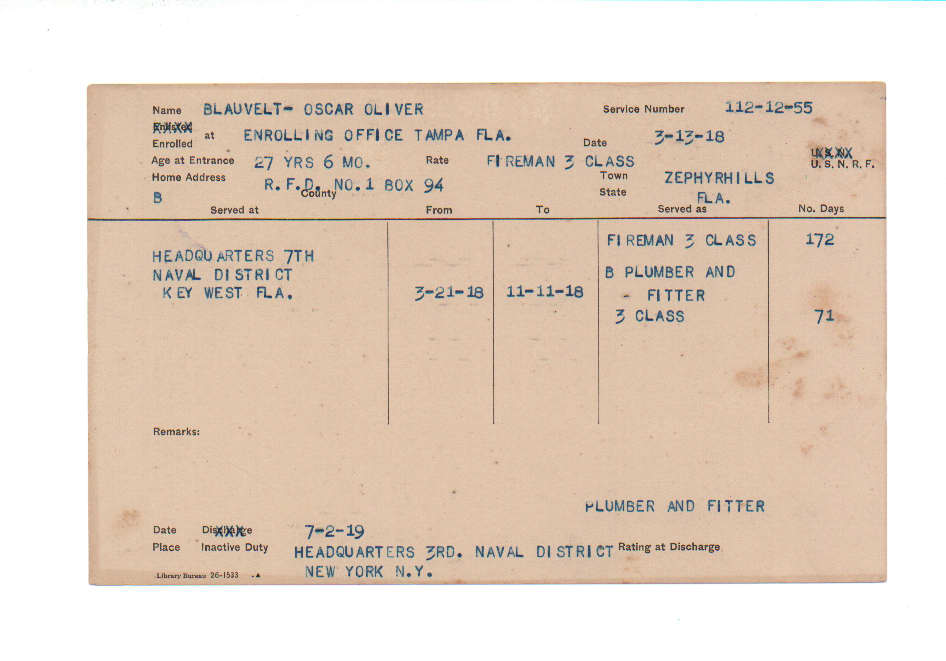 Name BLAUVELT- OSCAR OLIVER Service Number 112-12-55
Enrolled at ENROLLING OFFICE TAMPA FLA. Date 3-13-18
Age at Entrance 27 YRS 6 MO. Rate FIREMAN 3 CLASS U. S. N. R. F.
Home Address R. F. D. NO. 1 BOX 94 Town ZEPHYRHILLS
B County State FLA.
Served at From To Served as No. Days
FIREMAN 3 CLASS 172
HEADQUARTERS 7TH
NAVAL DISTRICT B PLUMBER AND
KEY WEST FLA. 3-21-18 11-11-18 - FITTER
3 CLASS 71
Remarks:
PLUMBER AND FITTER
Date 7-2-19
Place Inactive Duty HEADQUARTERS 3RD. NAVAL DISTRICT Rating at Discharge
NEW YORK N.Y.
Library Bureau 26-1533